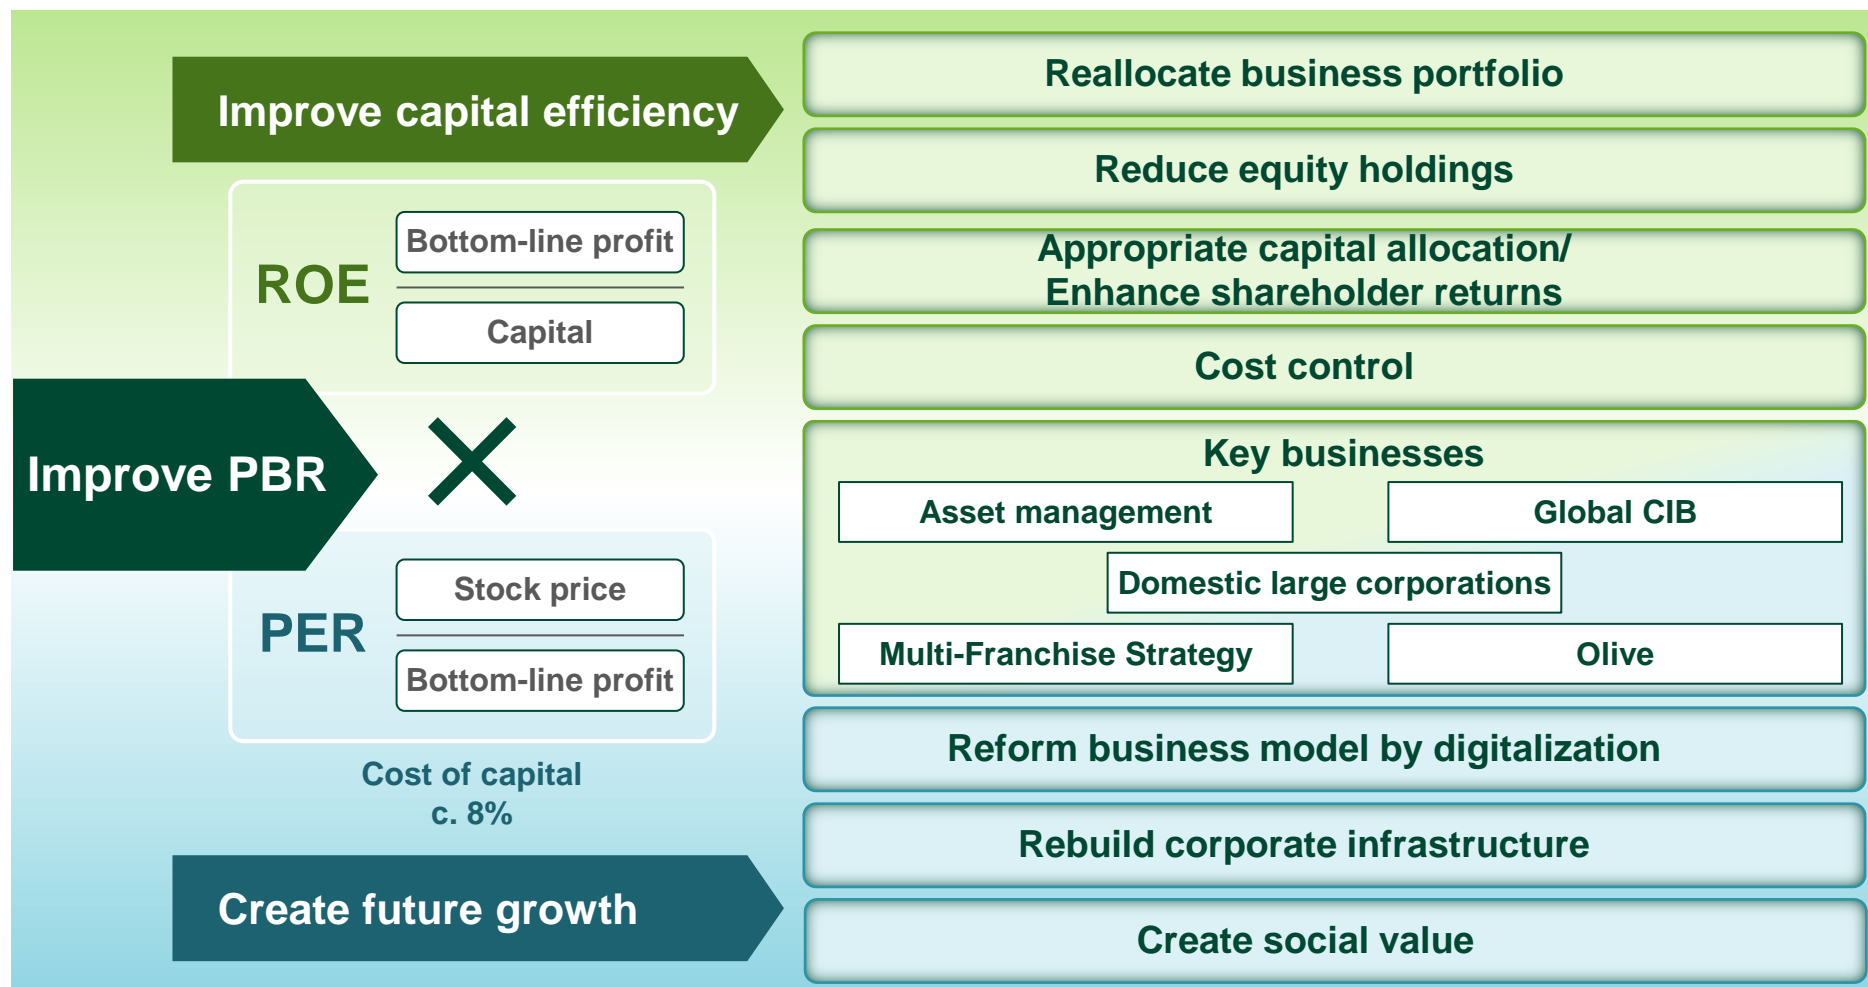 Improve PBR
Improve capital efficiency
ROE
Bottom-line profit
Capital
PER
Stock price
Bottom-line profit
Cost of capital
c. 8%
Create future growth
Reallocate business portfolio
Reduce equity holdings
Appropriate capital allocation/
Enhance shareholder returns
Cost control
Key businesses
Asset management
Global CIB
Domestic large corporations
Multi-Franchise Strategy
Olive
Reform business model by digitalization
Rebuild corporate infrastructure
Create social value